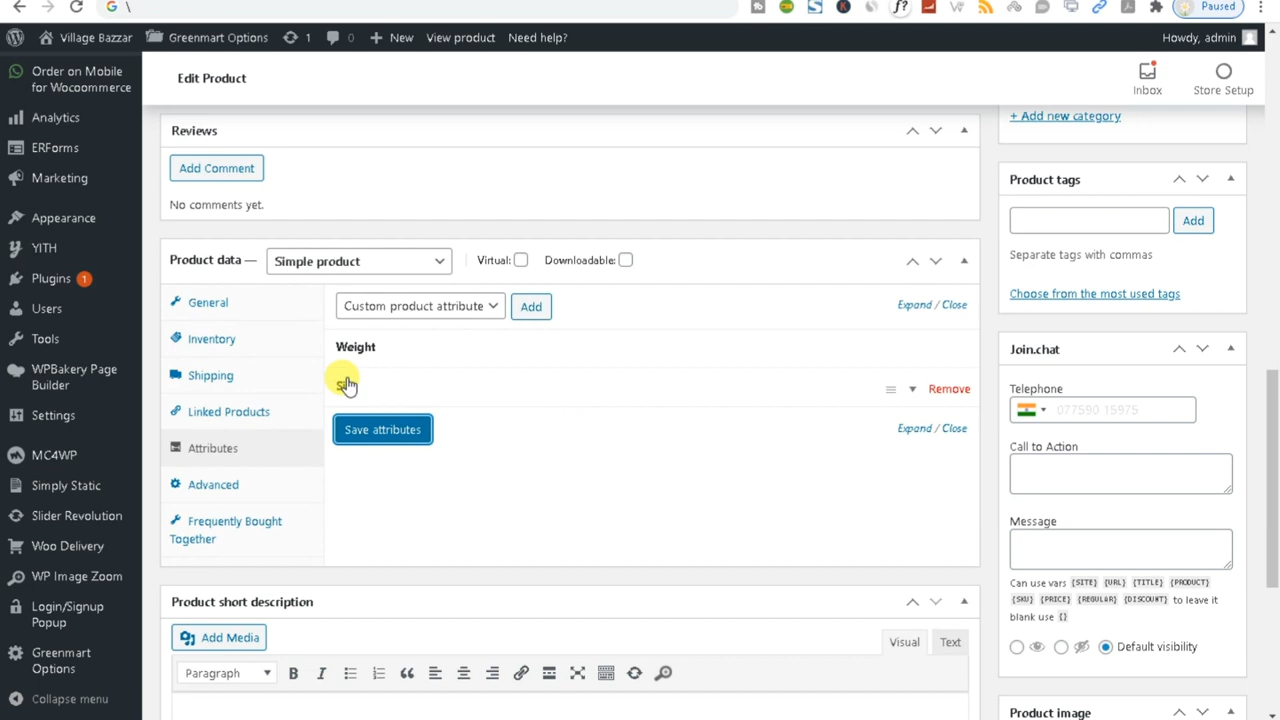 \
Paused
Village Bazzar
Greenmart Options
1
0
New
View product
Need help?
Howdy, admin
Order on Mobile
for Wocoommerce
Analytics
ERForms
Marketing
Appearance
YITH
Plugins 1
Users
Tools
WPBakery Page
Builder
Settings
MC4WP
Simply Static
Slider Revolution
Woo Delivery
WP Image Zoom
Login/Signup
Popup
Greenmart
Options
Collapse menu
Edit Product
Inbox
Store Setup
Reviews
Add Comment
No comments yet.
Product data —
Simple product
Virtual:
Downloadable:
General
Inventory
Shipping
Linked Products
Attributes
Advanced
Frequently Bought
Together
Custom product attribute
Add
Expand / Close
Weight
Remove
Save attributes
Expand / Close
Product short description
Add Media
Visual
Text
Paragraph
B
I
+ Add new category
Product tags
Add
Separate tags with commas
Choose from the most used tags
Join.chat
Telephone
077590 15975
Call to Action
Message
Can use vars {SITE} {URL} {TITLE} {PRODUCT}
{SKU} {PRICE} {REGULAR} {DISCOUNT} to leave it
blank use {}
Default visibility
Product image